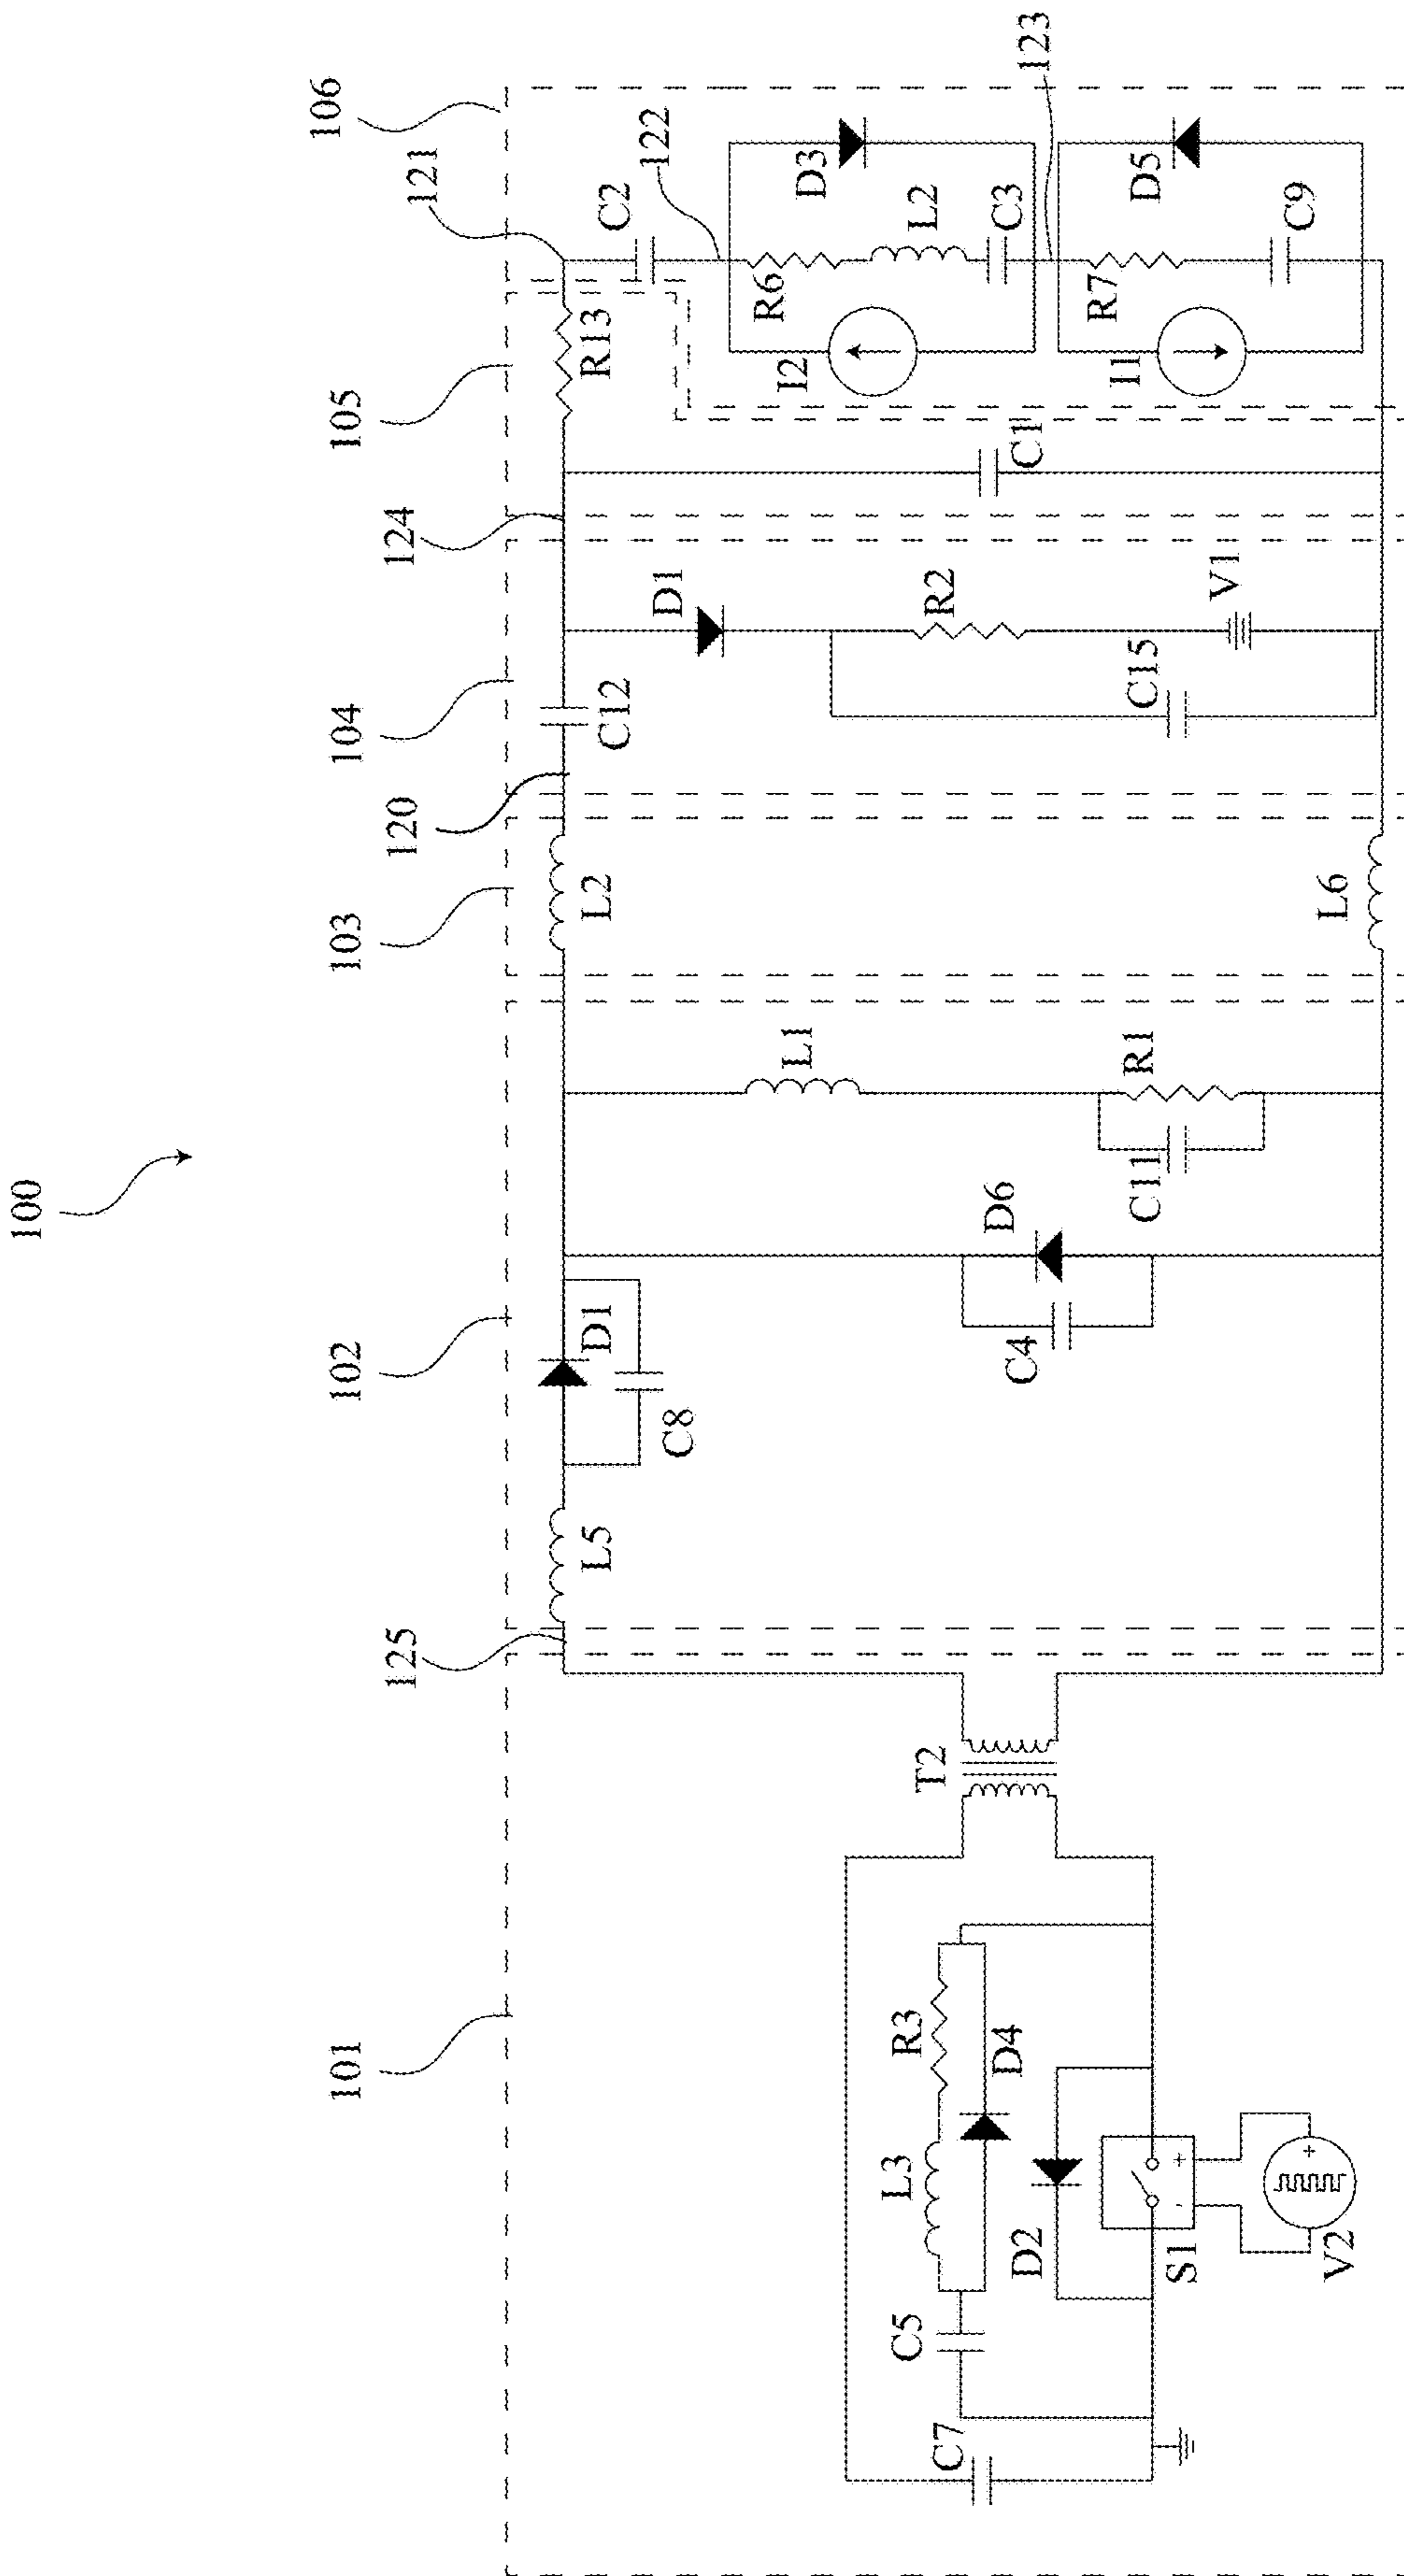 100
101
102
103
104
105
106
125
120
124
121
122
123
C7
C5
L3
R3
D4
D2
S1
- +
V2
+
T2
L5
D1
C8
C4
D6
L1
C11
R1
L2
L6
C12
D1
R2
C15
V1
C1
R13
C2
I2
R6
L2
C3
D3
I1
R7
C9
D5